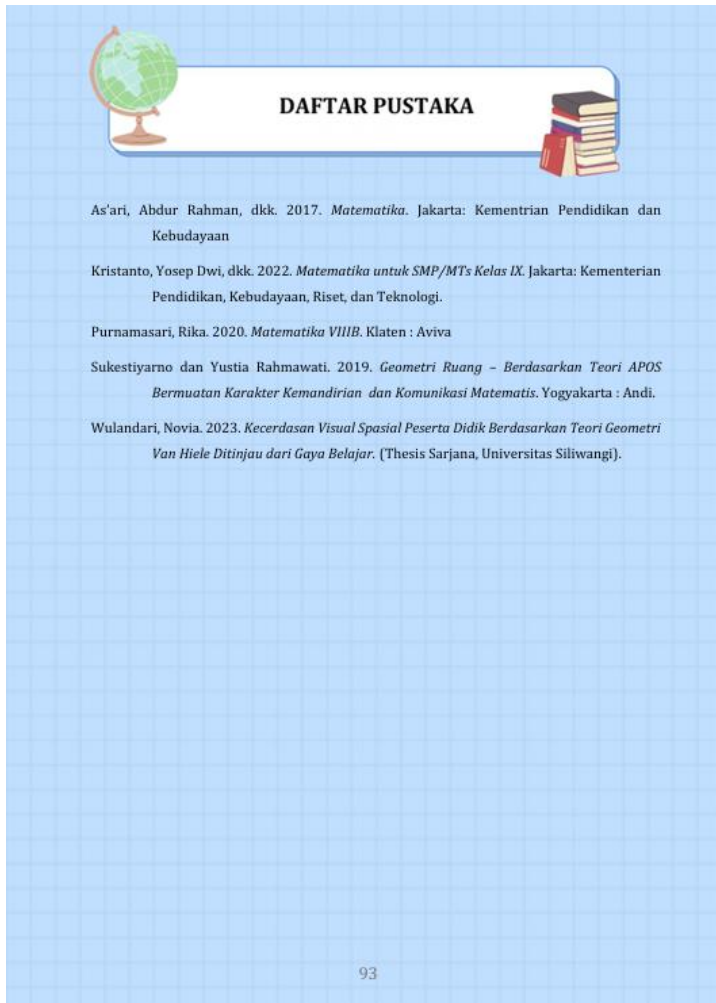 DAFTAR PUSTAKA
As'ari, Abdur Rahman, dkk. 2017. Matematika. Jakarta: Kementrian Pendidikan dan
Kebudayaan
Kristanto, Yosep Dwi, dkk. 2022. Matematika untuk SMP/MTs Kelas IX. Jakarta: Kementerian
Pendidikan, Kebudayaan, Riset, dan Teknologi.
Purnamasari, Rika. 2020. Matematika VIIIB. Klaten : Aviva
Sukestiyarno dan Yustia Rahmawati. 2019. Geometri Ruang – Berdasarkan Teori APOS
Bermuatan Karakter Kemandirian dan Komunikasi Matematis. Yogyakarta : Andi.
Wulandari, Novia. 2023. Kecerdasan Visual Spasial Peserta Didik Berdasarkan Teori Geometri
Van Hiele Ditinjau dari Gaya Belajar. (Thesis Sarjana, Universitas Siliwangi).
93